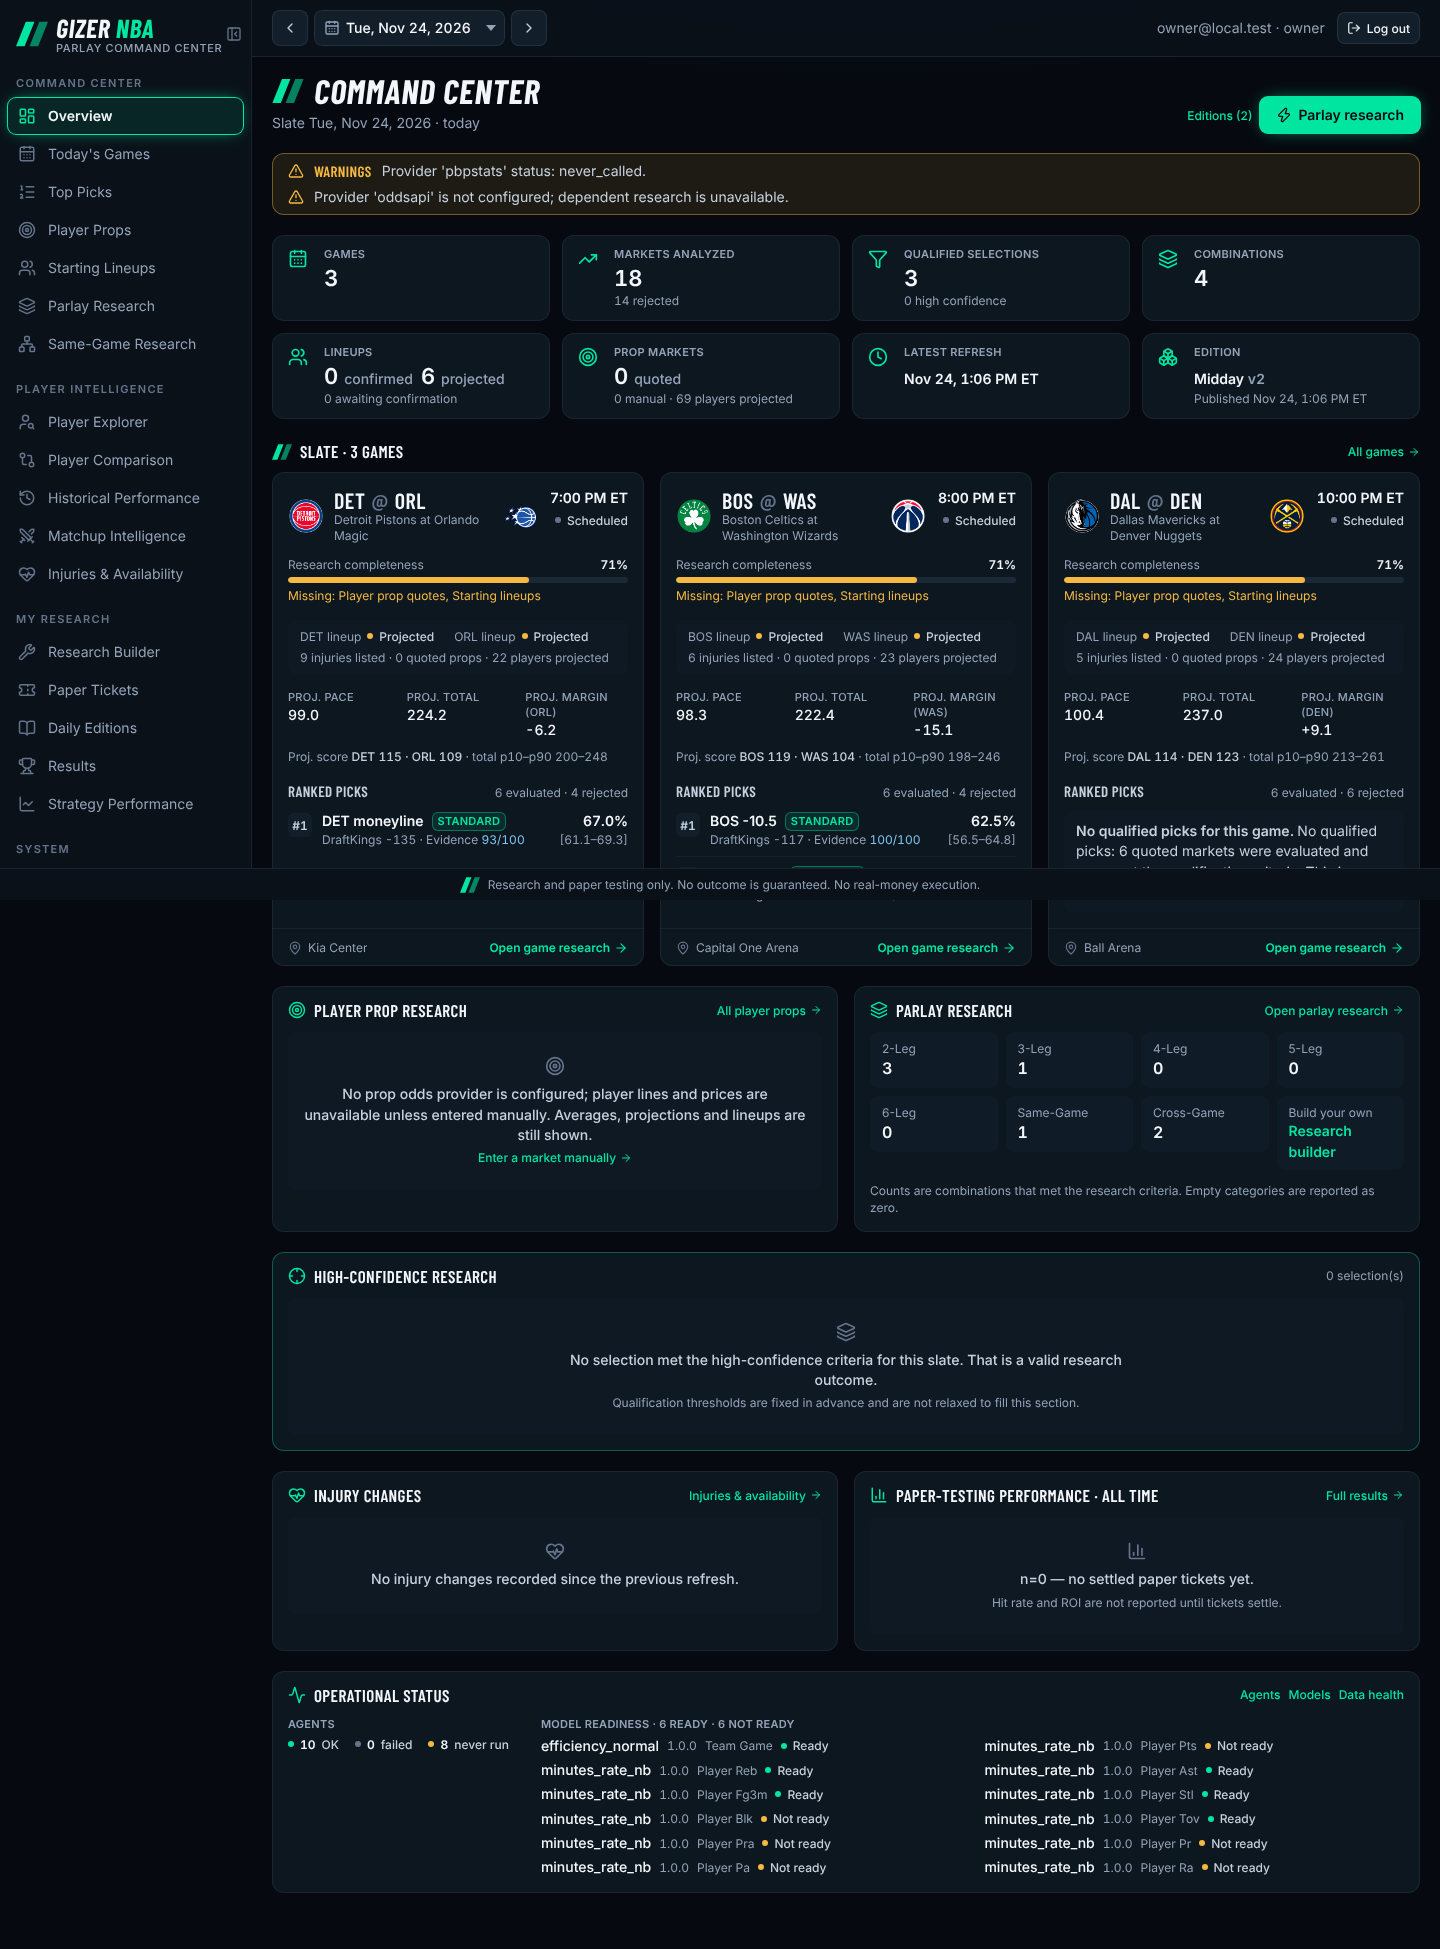 GIZER NBA
PARLAY COMMAND CENTER
COMMAND CENTER
Overview
Today's Games
Top Picks
Player Props
Starting Lineups
Parlay Research
Same-Game Research
PLAYER INTELLIGENCE
Player Explorer
Player Comparison
Historical Performance
Matchup Intelligence
Injuries & Availability
MY RESEARCH
Research Builder
Paper Tickets
Daily Editions
Results
Strategy Performance
SYSTEM
Tue, Nov 24, 2026
owner@local.test · owner
Log out
COMMAND CENTER
Slate Tue, Nov 24, 2026 · today
Editions (2)
Parlay research
WARNINGS Provider 'pbpstats' status: never_called.
Provider 'oddsapi' is not configured; dependent research is unavailable.
GAMES
3
MARKETS ANALYZED
18
14 rejected
QUALIFIED SELECTIONS
3
0 high confidence
COMBINATIONS
4
LINEUPS
0 confirmed 6 projected
0 awaiting confirmation
PROP MARKETS
0 quoted
0 manual · 69 players projected
LATEST REFRESH
Nov 24, 1:06 PM ET
EDITION
Midday v2
Published Nov 24, 1:06 PM ET
SLATE · 3 GAMES
All games →
DET @ ORL
Detroit Pistons at Orlando
Magic
7:00 PM ET
Scheduled
Research completeness 71%
Missing: Player prop quotes, Starting lineups
DET lineup Projected ORL lineup Projected
9 injuries listed · 0 quoted props · 22 players projected
PROJ. PACE
99.0
PROJ. TOTAL
224.2
PROJ. MARGIN
(ORL)
-6.2
Proj. score DET 115 · ORL 109 · total p10–p90 200–248
RANKED PICKS 6 evaluated · 4 rejected
#1 DET moneyline STANDARD 67.0%
DraftKings -135 · Evidence 93/100 [61.1–69.3]
Kia Center
Open game research →
BOS @ WAS
Boston Celtics at
Washington Wizards
8:00 PM ET
Scheduled
Research completeness 71%
Missing: Player prop quotes, Starting lineups
BOS lineup Projected WAS lineup Projected
6 injuries listed · 0 quoted props · 23 players projected
PROJ. PACE
98.3
PROJ. TOTAL
222.4
PROJ. MARGIN
(WAS)
-15.1
Proj. score BOS 119 · WAS 104 · total p10–p90 198–246
RANKED PICKS 6 evaluated · 4 rejected
#1 BOS -10.5 STANDARD 62.5%
DraftKings -117 · Evidence 100/100 [56.5–64.8]
Capital One Arena
Open game research →
DAL @ DEN
Dallas Mavericks at
Denver Nuggets
10:00 PM ET
Scheduled
Research completeness 71%
Missing: Player prop quotes, Starting lineups
DAL lineup Projected DEN lineup Projected
5 injuries listed · 0 quoted props · 24 players projected
PROJ. PACE
100.4
PROJ. TOTAL
237.0
PROJ. MARGIN
(DEN)
+9.1
Proj. score DAL 114 · DEN 123 · total p10–p90 213–261
RANKED PICKS 6 evaluated · 6 rejected
No qualified picks for this game. No qualified
picks: 6 quoted markets were evaluated and
Ball Arena
Open game research →
Research and paper testing only. No outcome is guaranteed. No real-money execution.
PLAYER PROP RESEARCH
All player props →
No prop odds provider is configured; player lines and prices are
unavailable unless entered manually. Averages, projections and lineups are
still shown.
Enter a market manually →
PARLAY RESEARCH
Open parlay research →
2-Leg
3
3-Leg
1
4-Leg
0
5-Leg
0
6-Leg
0
Same-Game
1
Cross-Game
2
Build your own
Research
builder
Counts are combinations that met the research criteria. Empty categories are reported as
zero.
HIGH-CONFIDENCE RESEARCH
0 selection(s)
No selection met the high-confidence criteria for this slate. That is a valid research
outcome.
Qualification thresholds are fixed in advance and are not relaxed to fill this section.
INJURY CHANGES
Injuries & availability →
No injury changes recorded since the previous refresh.
PAPER-TESTING PERFORMANCE · ALL TIME
Full results →
n=0 — no settled paper tickets yet.
Hit rate and ROI are not reported until tickets settle.
OPERATIONAL STATUS
Agents Models Data health
AGENTS
10 OK 0 failed 8 never run
MODEL READINESS · 6 READY · 6 NOT READY
efficiency_normal 1.0.0 Team Game Ready
minutes_rate_nb 1.0.0 Player Pts Not ready
minutes_rate_nb 1.0.0 Player Reb Ready
minutes_rate_nb 1.0.0 Player Ast Ready
minutes_rate_nb 1.0.0 Player Fg3m Ready
minutes_rate_nb 1.0.0 Player Stl Ready
minutes_rate_nb 1.0.0 Player Blk Not ready
minutes_rate_nb 1.0.0 Player Tov Ready
minutes_rate_nb 1.0.0 Player Pra Not ready
minutes_rate_nb 1.0.0 Player Pr Not ready
minutes_rate_nb 1.0.0 Player Pa Not ready
minutes_rate_nb 1.0.0 Player Ra Not ready